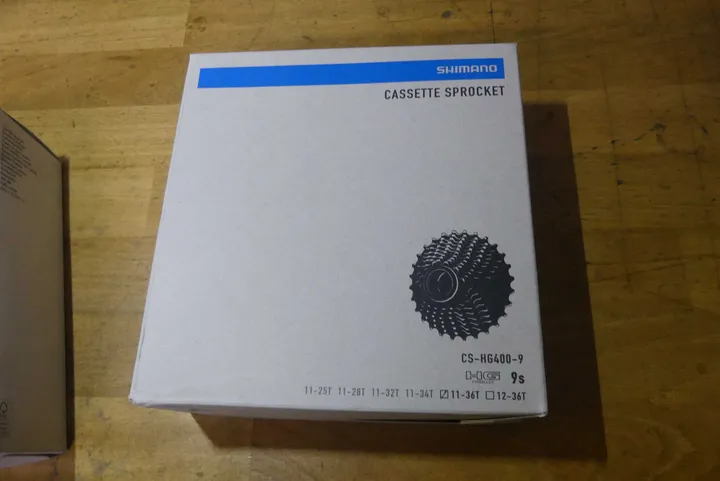 SHIMANO
CASSETTE SPROCKET
CS-HG400-9
HG 9s
11-25T 11-28T 11-32T 11-34T 11-36T 12-36T